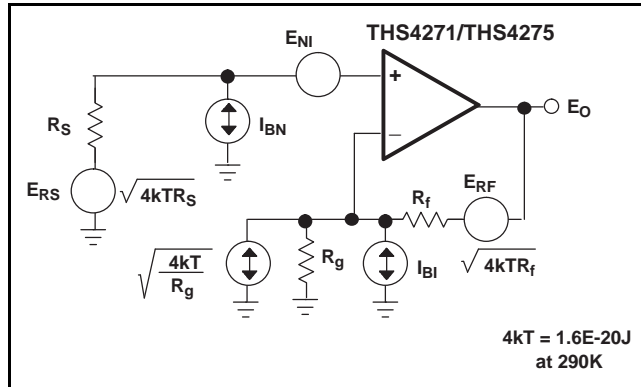 THS4271/THS4275
E_NI
+
E_O
R_S
I_BN
−
E_RS
√4kTR_S
R_f
E_RF
√(4kT/R_g)
R_g
I_BI
√4kTR_f
4kT = 1.6E-20J
at 290K